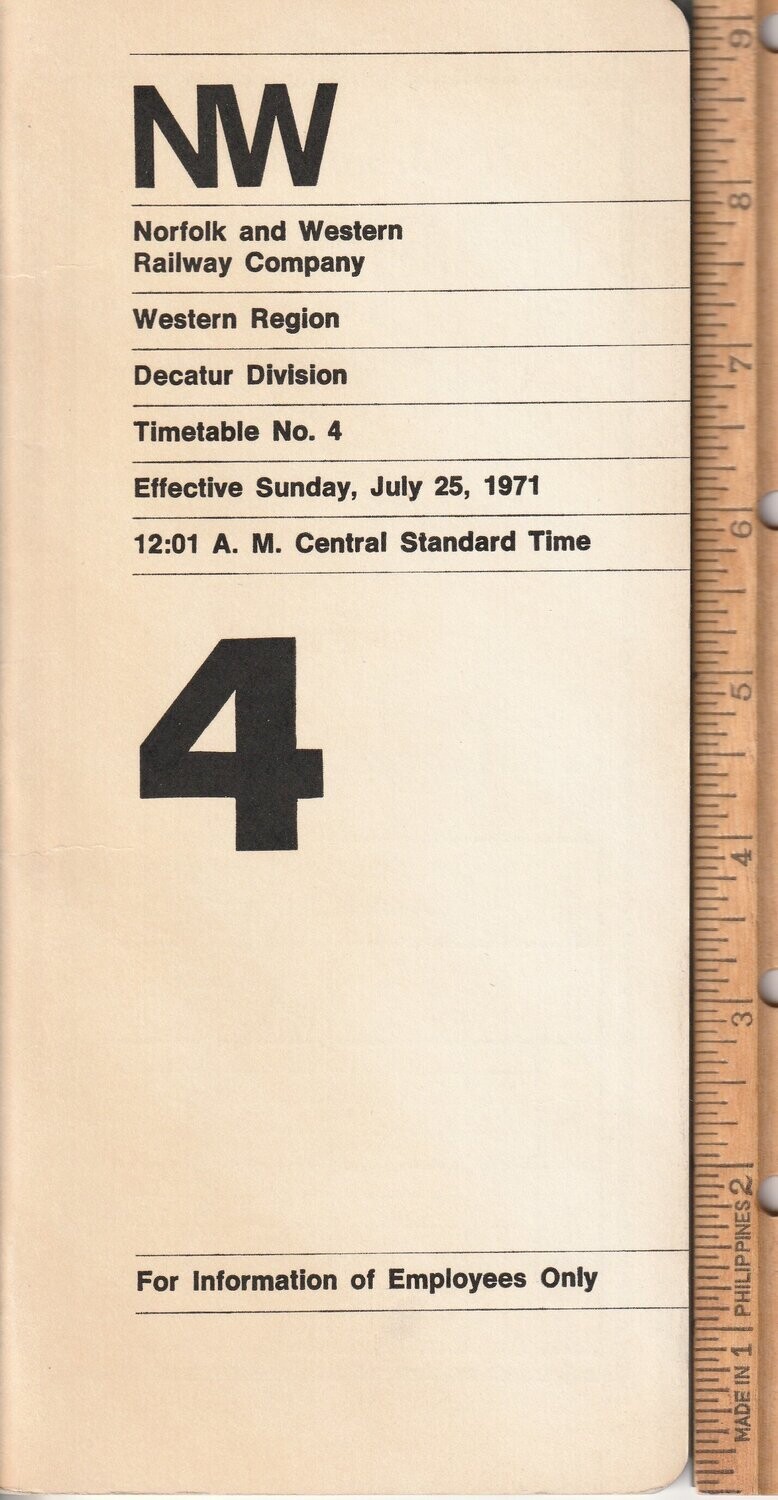 NW
Norfolk and Western
Railway Company
Western Region
Decatur Division
Timetable No. 4
Effective Sunday, July 25, 1971
12:01 A. M. Central Standard Time
4
For Information of Employees Only
9
8
7
6
5
4
3
2
1
MADE IN PHILIPPINES